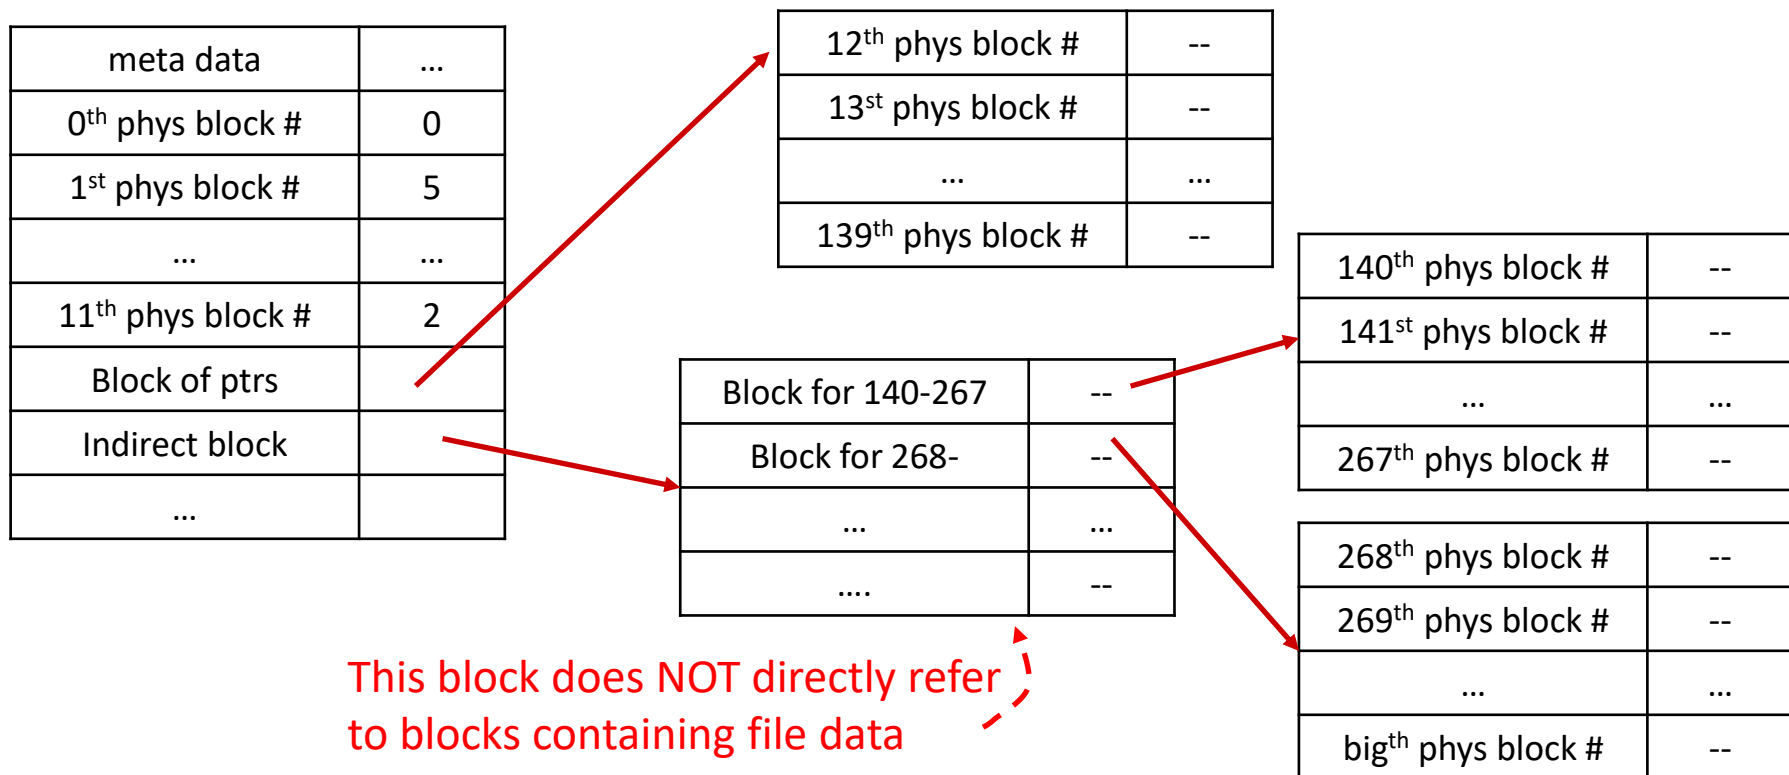 meta data ...
0th phys block # 0
1st phys block # 5
... ...
11th phys block # 2
Block of ptrs
Indirect block
...
12th phys block # --
13st phys block # --
... ...
139th phys block # --
Block for 140-267 --
Block for 268- --
... ...
.... --
140th phys block # --
141st phys block # --
... ...
267th phys block # --
268th phys block # --
269th phys block # --
... ...
bigth phys block # --
This block does NOT directly refer
to blocks containing file data